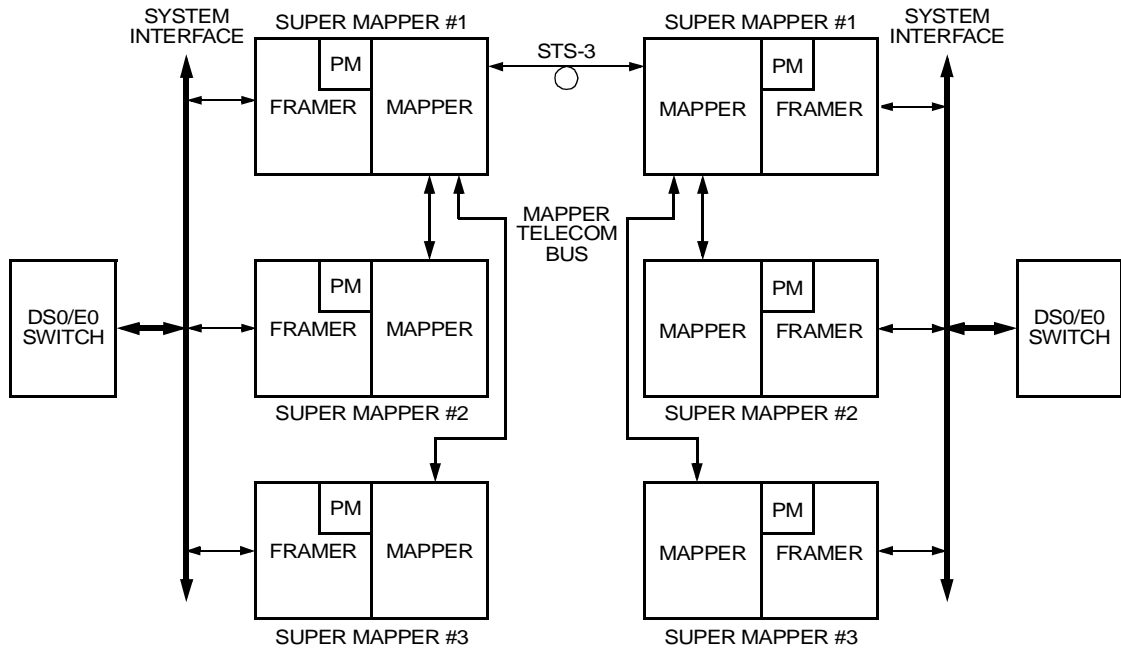 SYSTEM
INTERFACE
SUPER MAPPER #1
PM
FRAMER
MAPPER
STS-3
SUPER MAPPER #1
PM
MAPPER
FRAMER
SYSTEM
INTERFACE
MAPPER
TELECOM
BUS
DS0/E0
SWITCH
PM
FRAMER
MAPPER
SUPER MAPPER #2
PM
MAPPER
FRAMER
SUPER MAPPER #2
DS0/E0
SWITCH
PM
FRAMER
MAPPER
SUPER MAPPER #3
PM
MAPPER
FRAMER
SUPER MAPPER #3